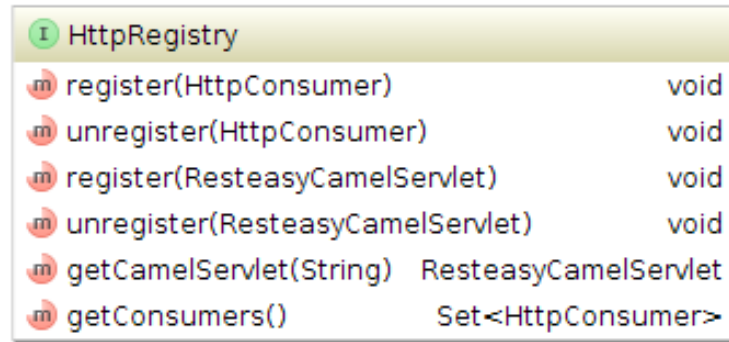 I HttpRegistry
m register(HttpConsumer) void
m unregister(HttpConsumer) void
m register(ResteasyCamelServlet) void
m unregister(ResteasyCamelServlet) void
m getCamelServlet(String) ResteasyCamelServlet
m getConsumers() Set<HttpConsumer>